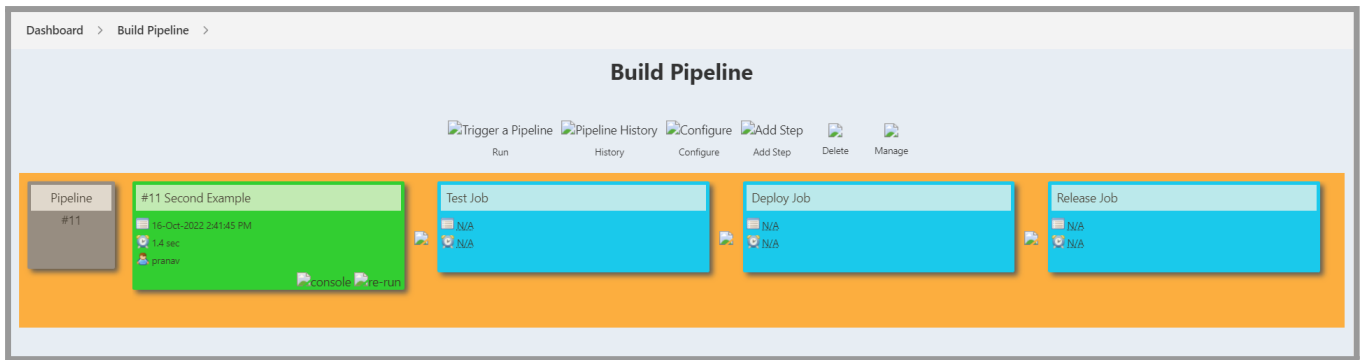 Dashboard > Build Pipeline >
Build Pipeline
Trigger a Pipeline Pipeline History Configure Add Step
Run History Configure Add Step Delete Manage
Pipeline
#11
#11 Second Example
16-Oct-2022 2:41:45 PM
1.4 sec
pranav
console re-run
Test Job
N/A
N/A
Deploy Job
N/A
N/A
Release Job
N/A
N/A